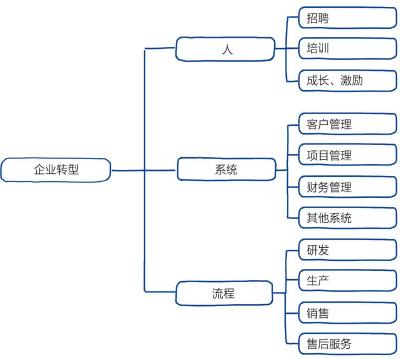 企业转型
人
招聘
培训
成长、激励
系统
客户管理
项目管理
财务管理
其他系统
流程
研发
生产
销售
售后服务